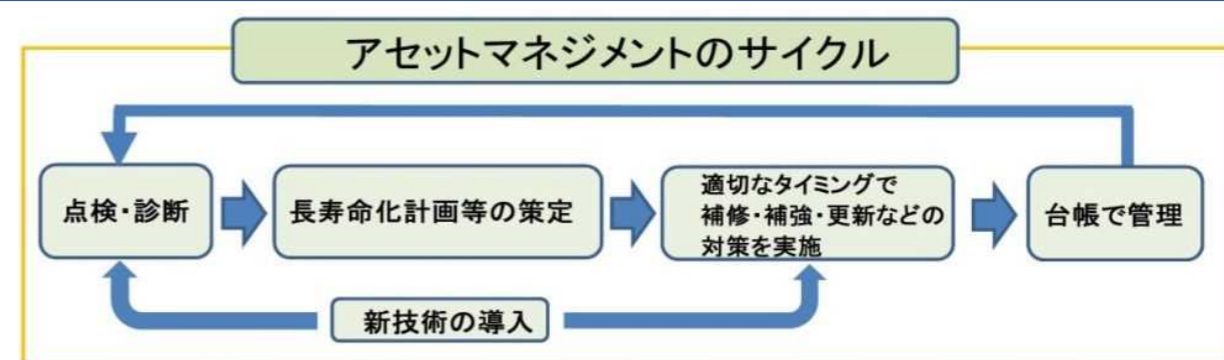 アセットマネジメントのサイクル
点検・診断
長寿命化計画等の策定
適切なタイミングで
補修・補強・更新などの
対策を実施
台帳で管理
新技術の導入